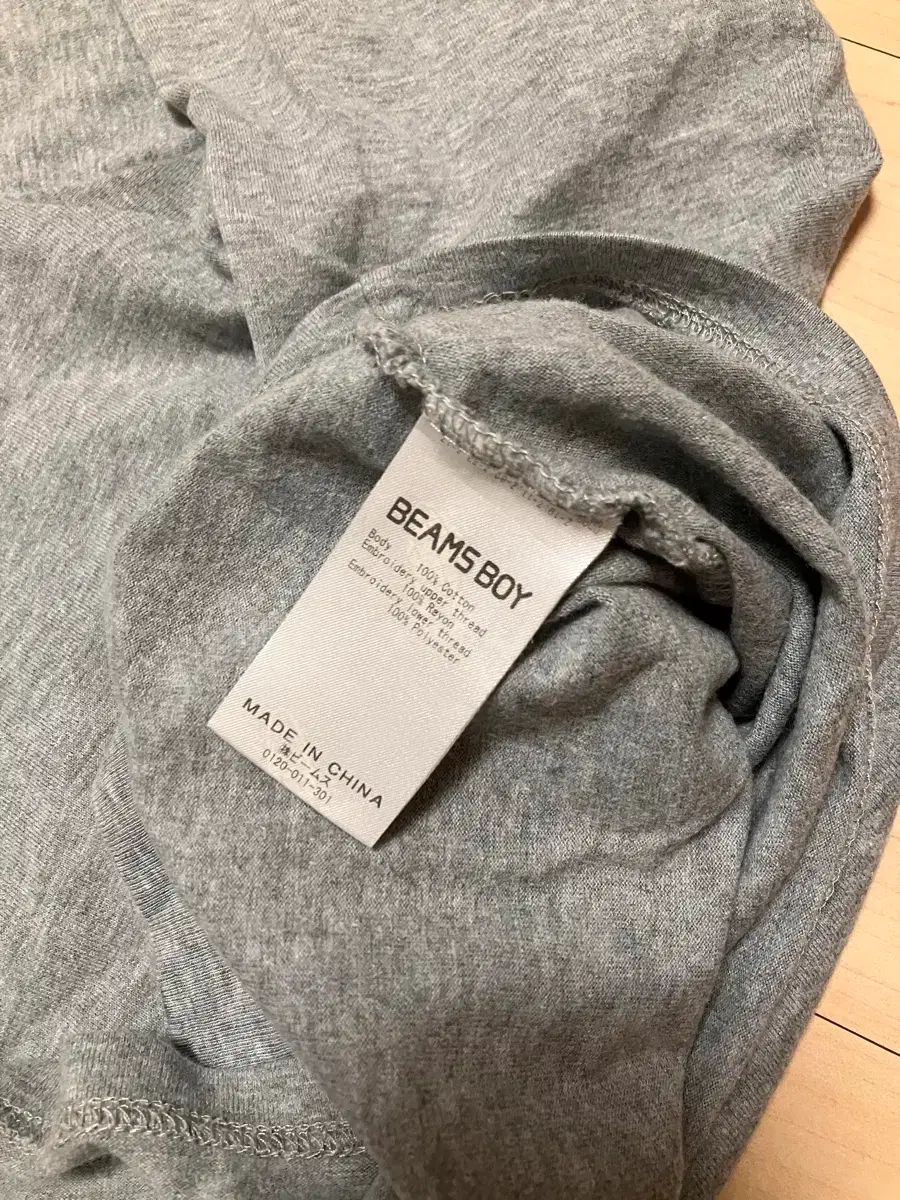 BEAMS BOY
Body
100% Cotton
Embroidery upper thread
100% Rayon
Embroidery lower thread
100% Polyester
MADE IN CHINA
㈱ビームス
0120-011-301